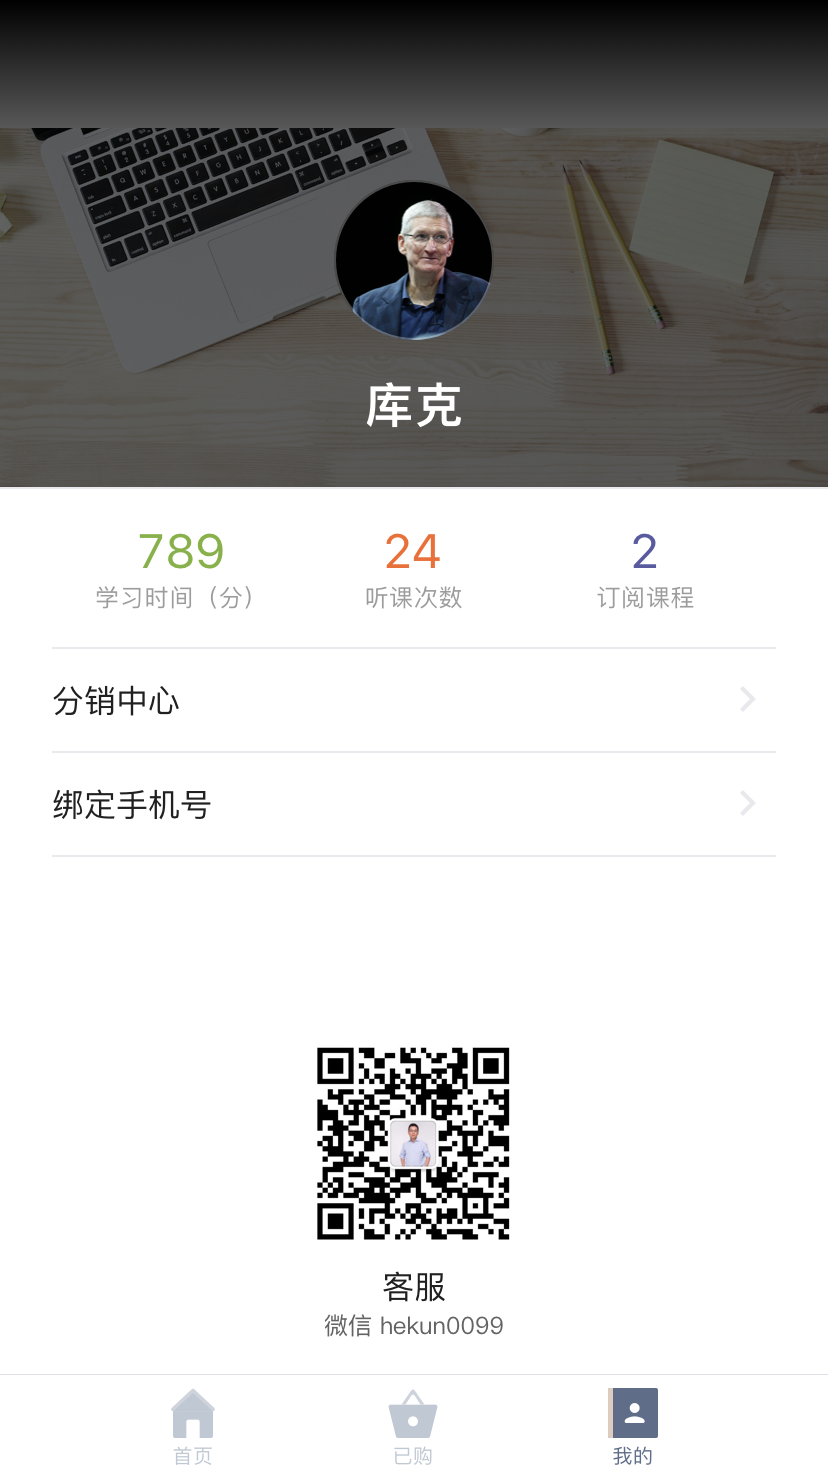 库克
789
24
2
学习时间（分）
听课次数
订阅课程
分销中心
绑定手机号
客服
微信 hekun0099
首页
已购
我的